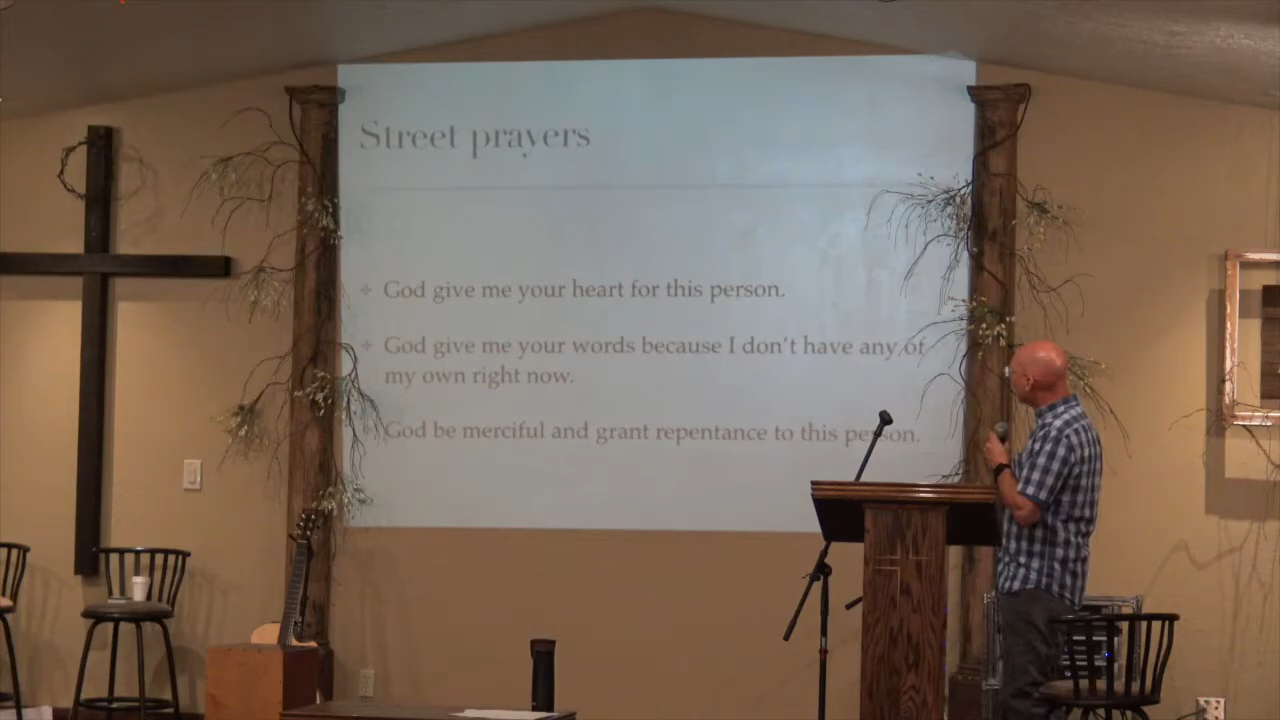 Street prayers
God give me your heart for this person.
God give me your words because I don't have any of
my own right now.
God be merciful and grant repentance to this person.